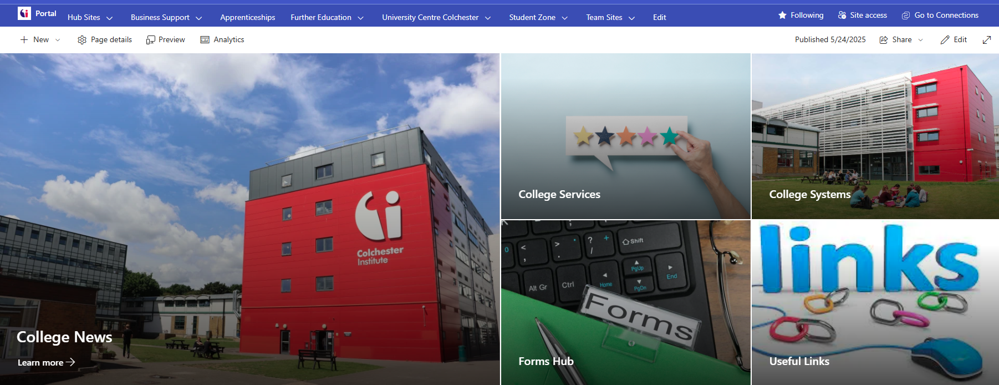 Portal
Hub Sites
Business Support
Apprenticeships
Further Education
University Centre Colchester
Student Zone
Team Sites
Edit
Following
Site access
Go to Connections
New
Page details
Preview
Analytics
Published 5/24/2025
Share
Edit
Colchester
Institute
College News
Learn more
College Services
College Systems
K
0
<
,
>
.
?
+
/
Shift
Alt Gr
Ctrl
Home
PgUp
PgDn
End
Forms
Forms Hub
links
Useful Links